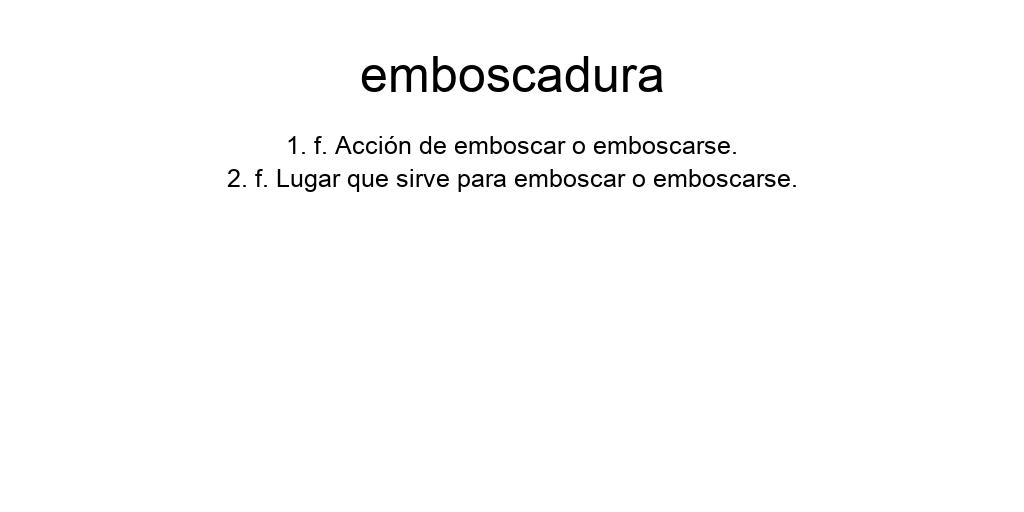 emboscadura
1. f. Acción de emboscar o emboscarse.
2. f. Lugar que sirve para emboscar o emboscarse.